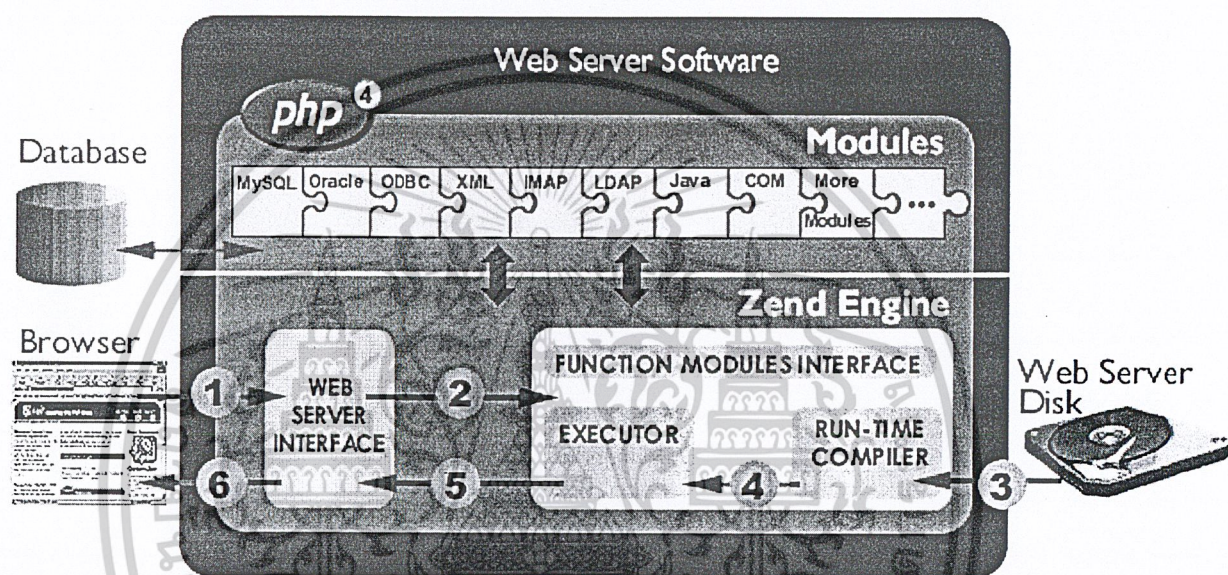 Web Server Software
php 4
Modules
Database
MySQL Oracle ODBC XML IMAP LDAP Java COM More Modules ...
Zend Engine
Browser
FUNCTION MODULES INTERFACE
Web Server
Disk
1
WEB
SERVER
INTERFACE
2
EXECUTOR
RUN-TIME
COMPILER
6
5
4
3